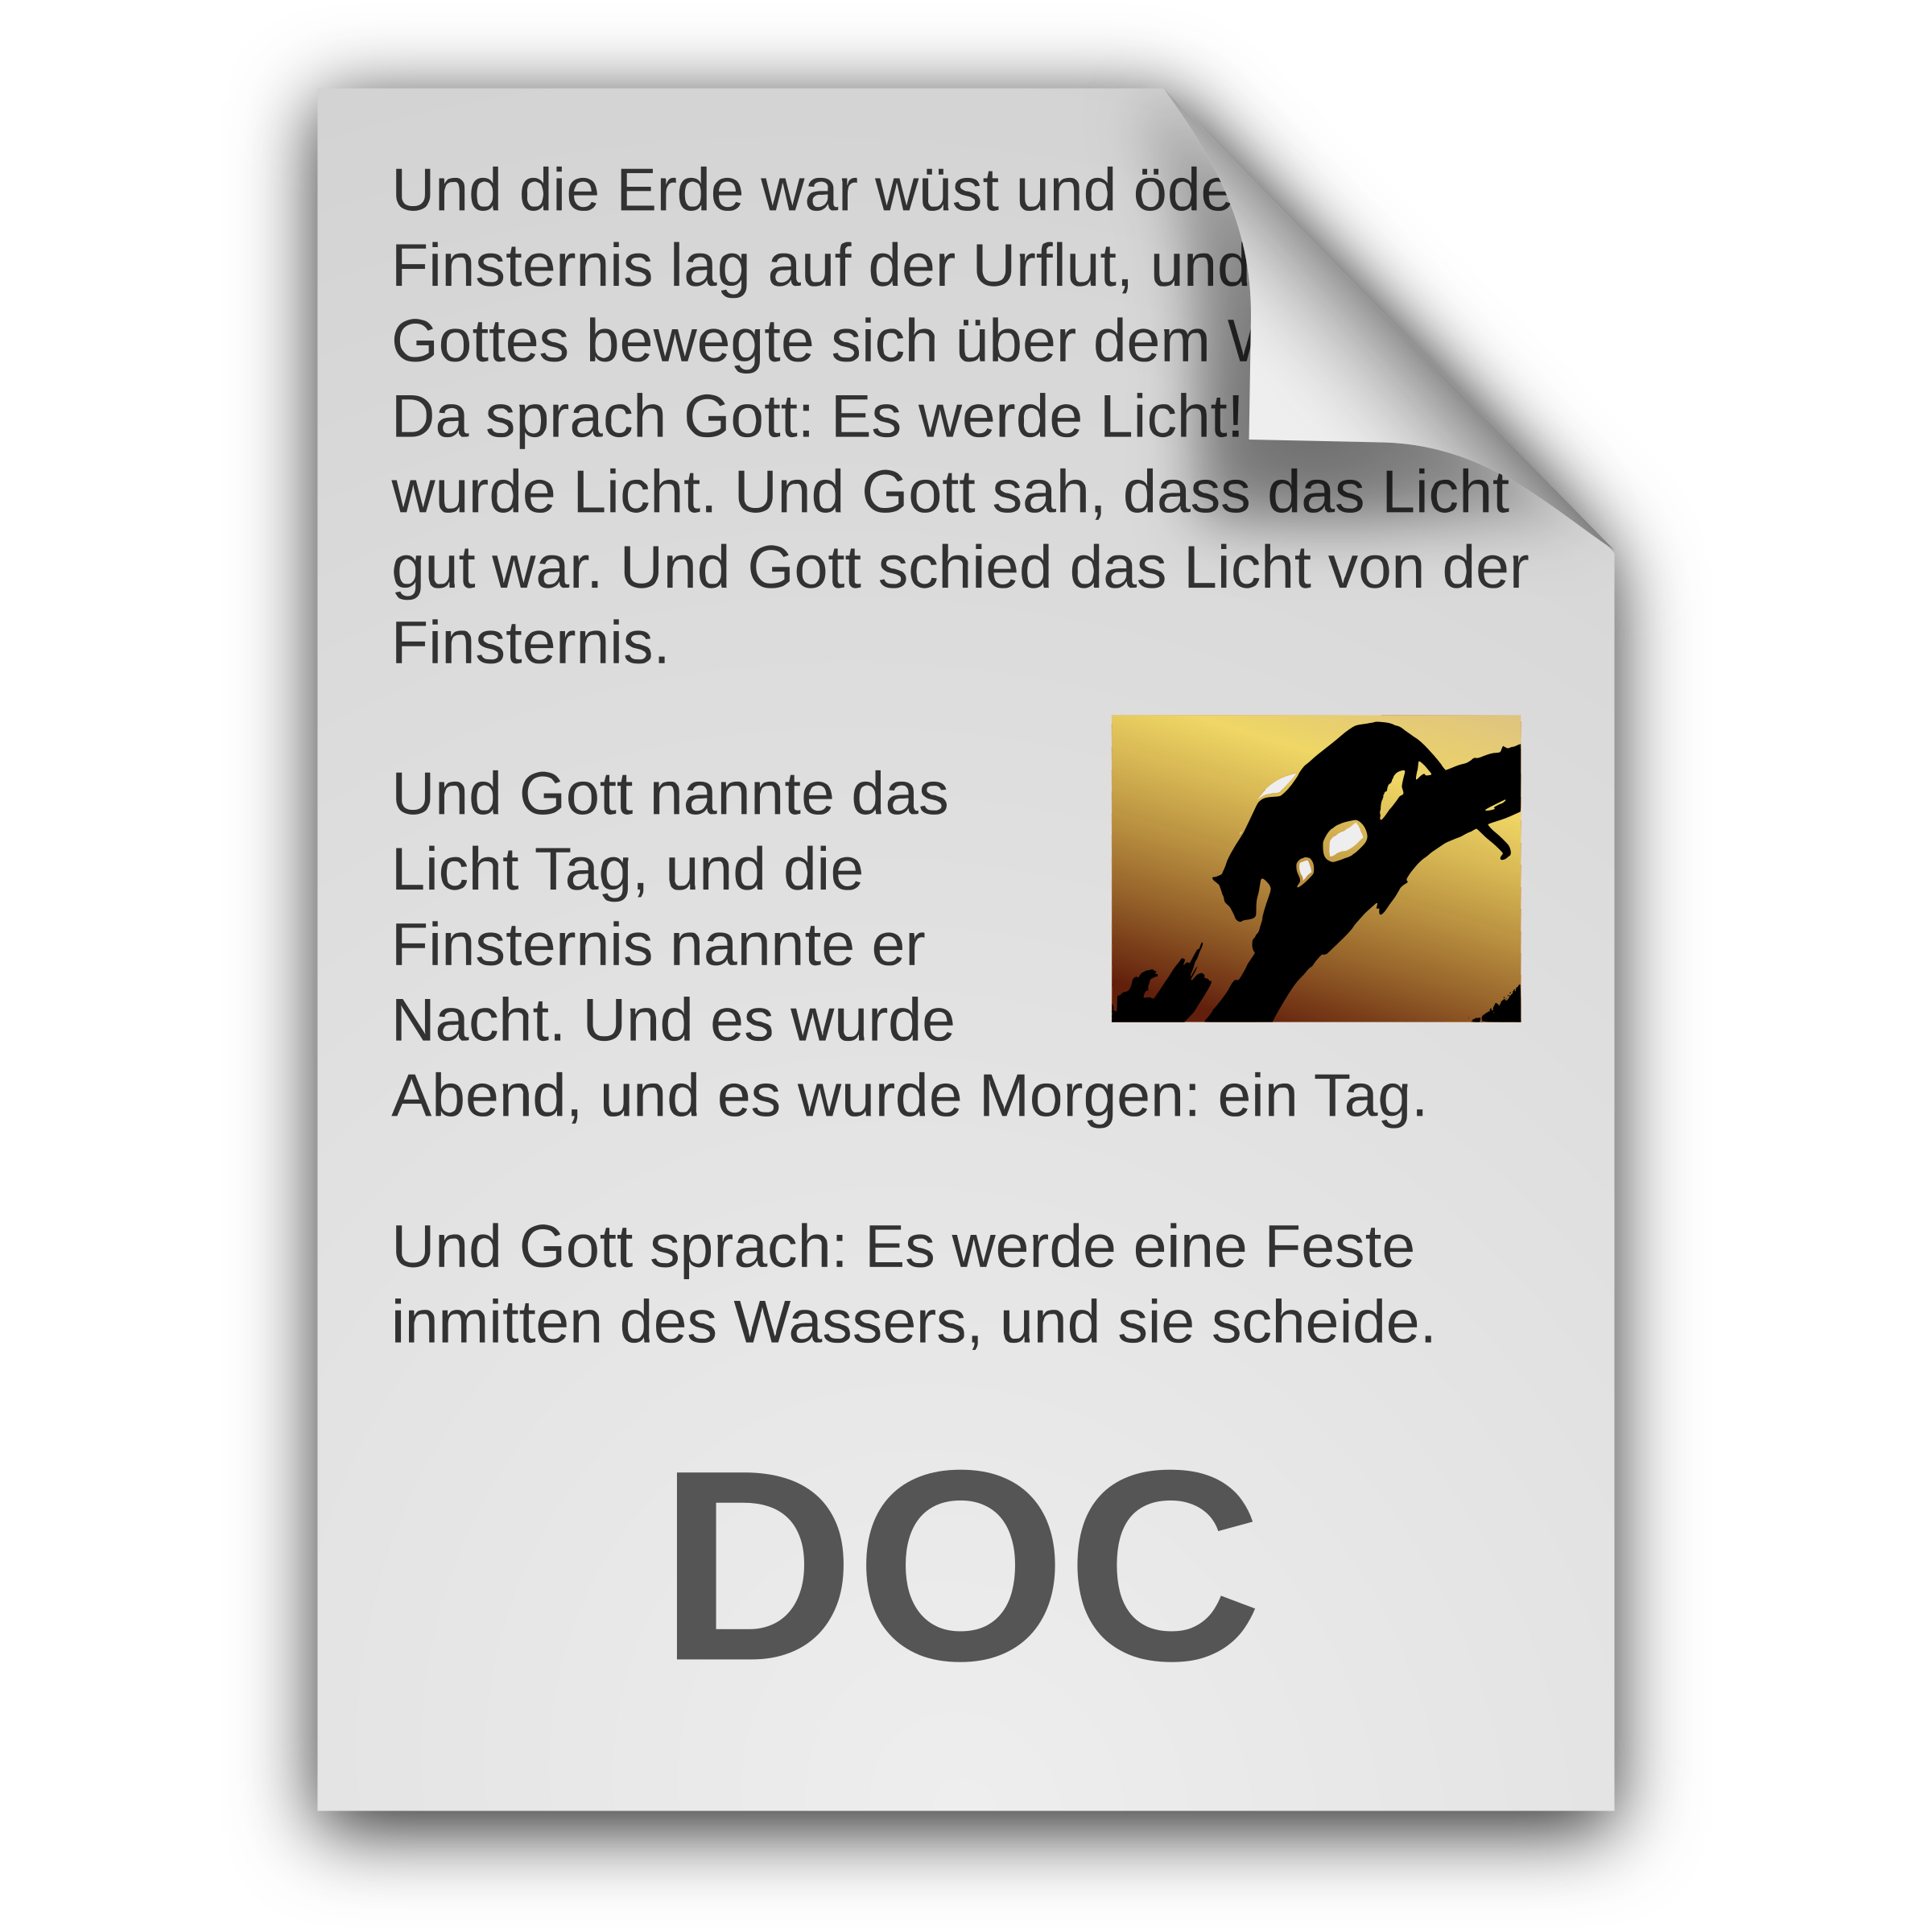 Und die Erde war wüst und öde
Finsternis lag auf der Urflut, und
Gottes bewegte sich über dem
Da sprach Gott: Es werde Licht!
wurde Licht. Und Gott sah, dass das Licht
gut war. Und Gott schied das Licht von der
Finsternis.
Und Gott nannte das
Licht Tag, und die
Finsternis nannte er
Nacht. Und es wurde
Abend, und es wurde Morgen: ein Tag.
Und Gott sprach: Es werde eine Feste
inmitten des Wassers, und sie scheide.
DOC